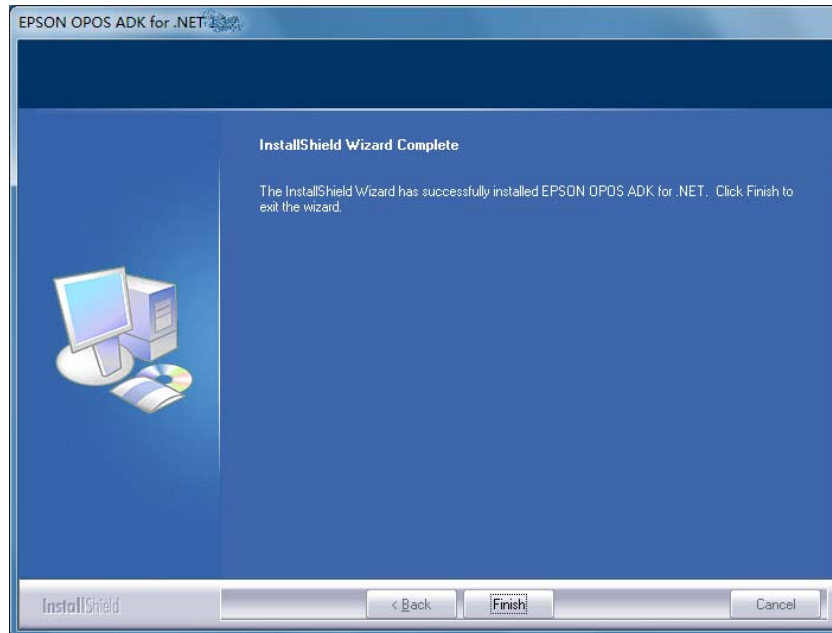 EPSON OPOS ADK for .NET
InstallShield Wizard Complete
The InstallShield Wizard has successfully installed EPSON OPOS ADK for .NET. Click Finish to
exit the wizard.
InstallShield
< Back
Finish
Cancel